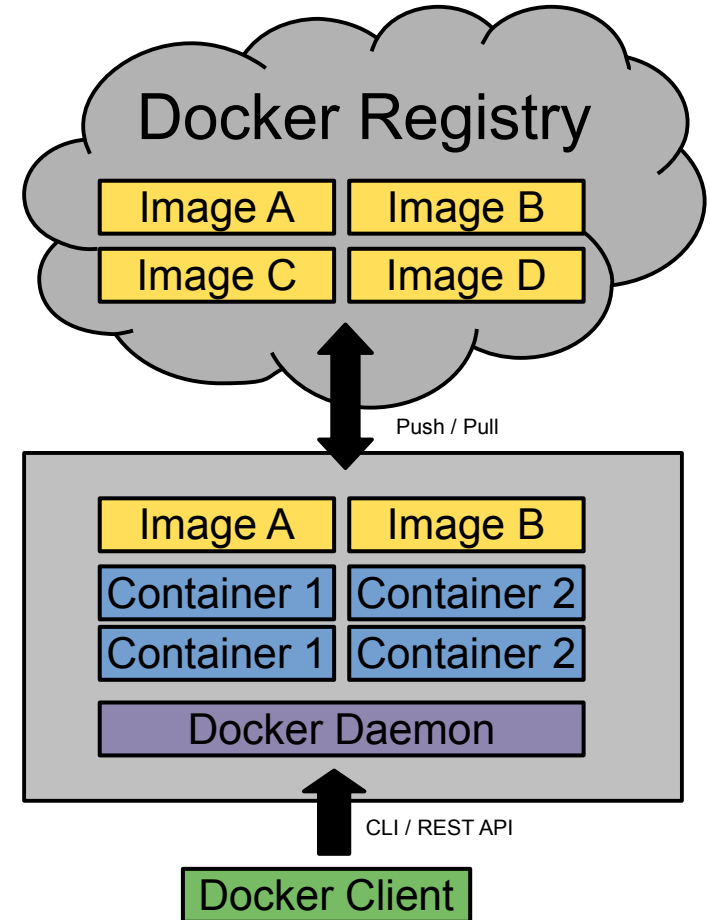 Docker Registry
Image A Image B
Image C Image D
Push / Pull
Image A Image B
Container 1 Container 2
Container 1 Container 2
Docker Daemon
CLI / REST API
Docker Client